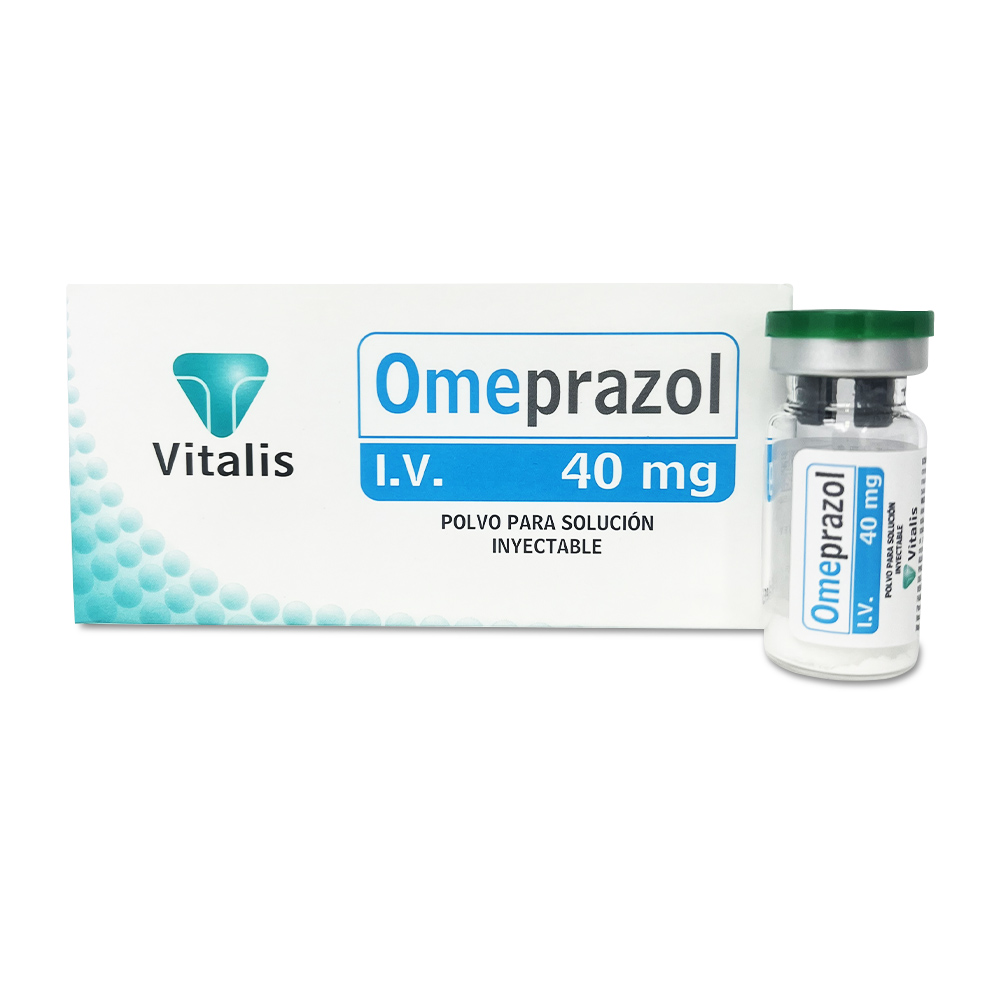 Vitalis
Omeprazol
I.V. 40 mg
POLVO PARA SOLUCIÓN
INYECTABLE
Omeprazol
I.V. 40 mg
POLVO PARA SOLUCIÓN
INYECTABLE
Vitalis